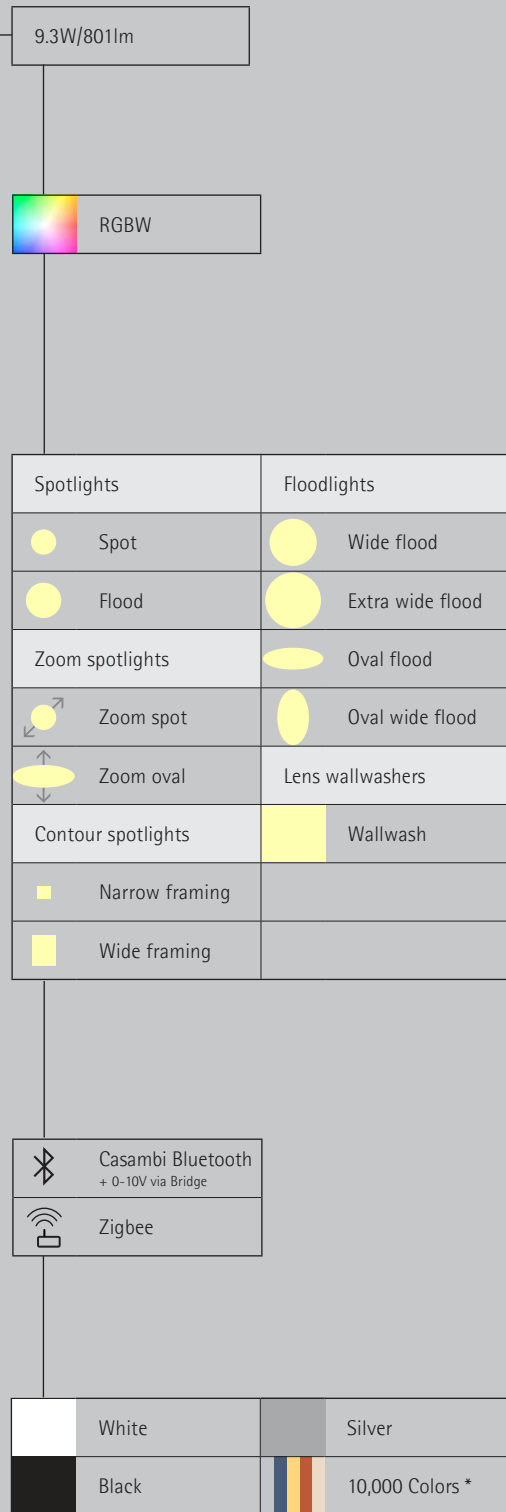 9.3W/801lm
RGBW
Spotlights
Floodlights
Spot
Wide flood
Flood
Extra wide flood
Zoom spotlights
Oval flood
Zoom spot
Oval wide flood
Zoom oval
Lens wallwashers
Contour spotlights
Wallwash
Narrow framing
Wide framing
Casambi Bluetooth
+ 0-10V via Bridge
Zigbee
White
Silver
Black
10,000 Colors *